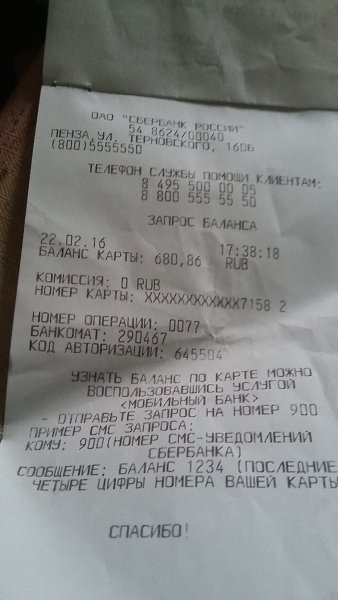 ОАО "СБЕРБАНК РОССИИ"
54 8624/00040
ПЕНЗА,УЛ. ТЕРНОВСКОГО, 160Б
(800)5555550
ТЕЛЕФОН СЛУЖБЫ ПОМОЩИ КЛИЕНТАМ:
8 495 500 00 05
8 800 555 55 50
ЗАПРОС БАЛАНСА
22.02.16 17:38:18
БАЛАНС КАРТЫ: 680,86 RUB
КОМИССИЯ: 0 RUB
НОМЕР КАРТЫ: XXXXXXXXXXXX7158 2
НОМЕР ОПЕРАЦИИ: 0077
БАНКОМАТ: 290467
КОД АВТОРИЗАЦИИ: 645504
УЗНАТЬ БАЛАНС ПО КАРТЕ МОЖНО
ВОСПОЛЬЗОВАВШИСЬ УСЛУГОЙ
<МОБИЛЬНЫЙ БАНК>
- ОТПРАВЬТЕ ЗАПРОС НА НОМЕР 900
ПРИМЕР СМС ЗАПРОСА:
КОМУ: 900(НОМЕР СМС-УВЕДОМЛЕНИЙ
СБЕРБАНКА)
СООБЩЕНИЕ: БАЛАНС 1234 (ПОСЛЕДНИЕ
ЧЕТЫРЕ ЦИФРЫ НОМЕРА ВАШЕЙ КАРТЫ
СПАСИБО!